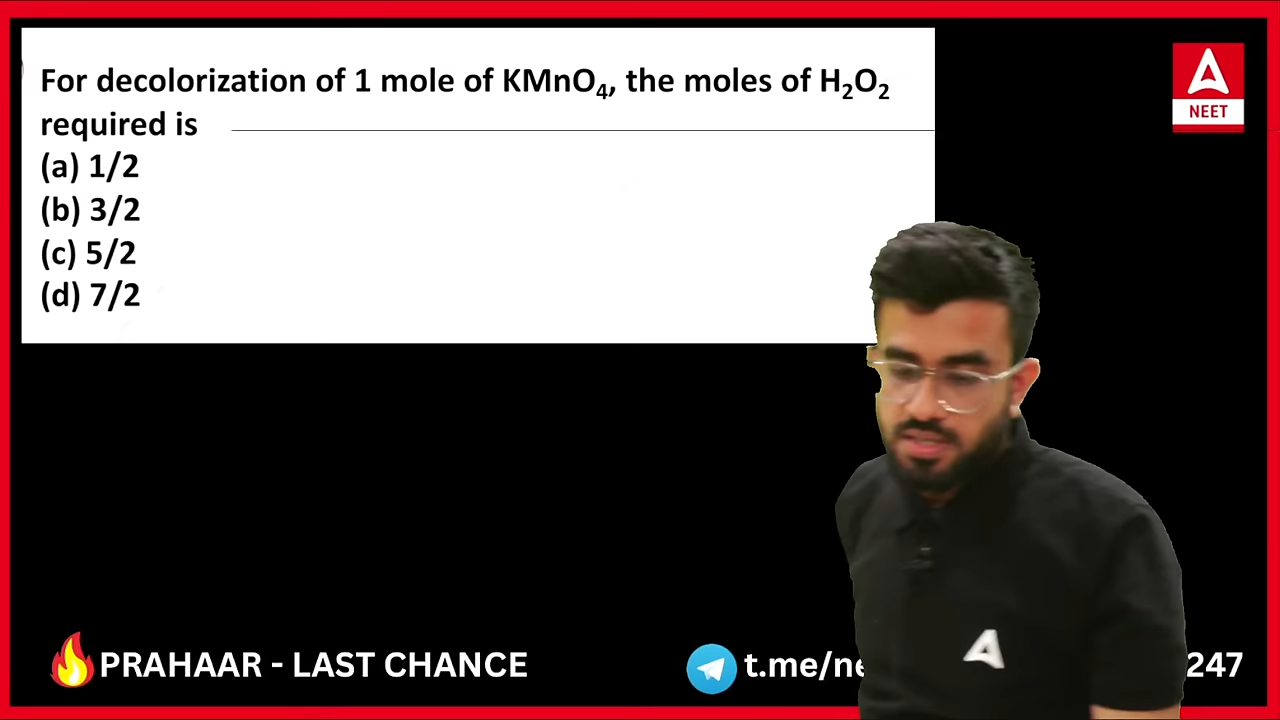 For decolorization of 1 mole of KMnO₄, the moles of H₂O₂
required is
(a) 1/2
(b) 3/2
(c) 5/2
(d) 7/2
NEET
PRAHAAR - LAST CHANCE
t.me/ne 247